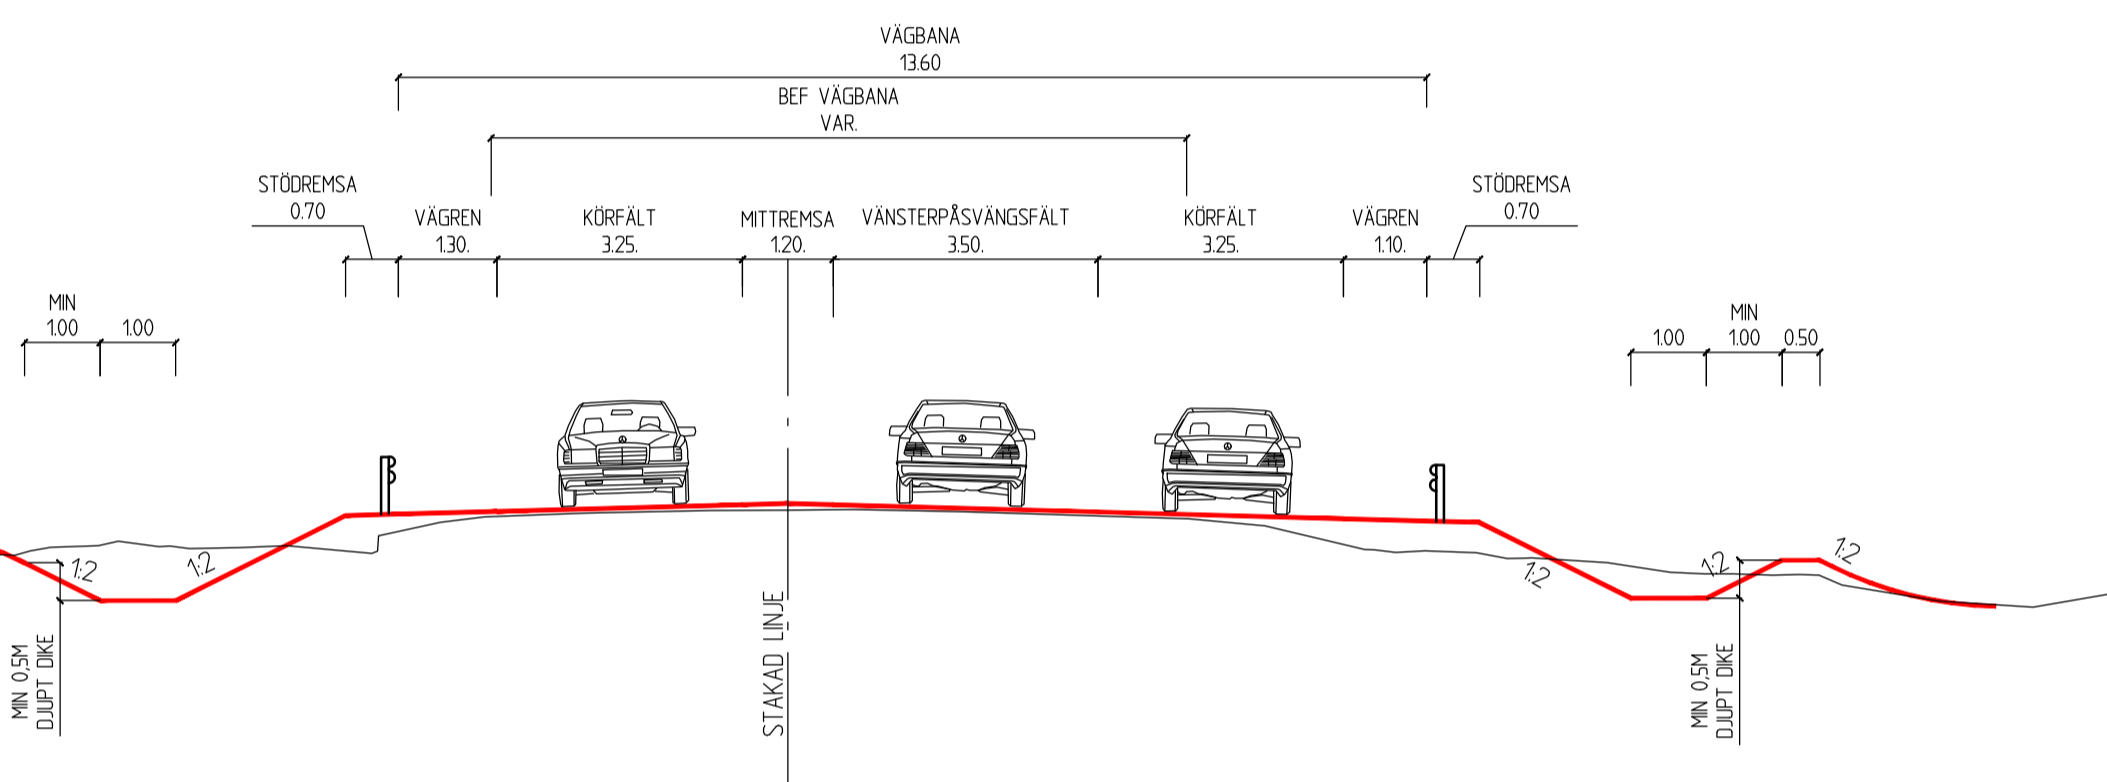 VÄGBANA
13.60
BEF VÄGBANA
VAR.
STÖDREMSA
0.70
VÄGREN
1.30.
KÖRFÄLT
3.25.
MITTREMSA
1.20.
VÄNSTERPÅSVÄNGSFÄLT
3.50.
KÖRFÄLT
3.25.
VÄGREN
1.10.
STÖDREMSA
0.70
MIN
1.00
1.00
1.00
MIN
1.00
0.50
1:2
1:2
1:2
1:2
1:2
MIN 0,5M
DJUPT DIKE
STAKAD LINJE
MIN 0,5M
DJUPT DIKE